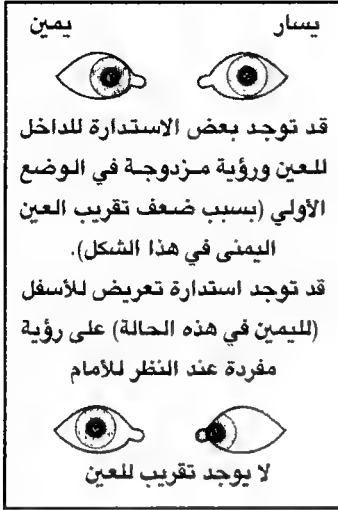 يسار يمين
قد توجد بعض الاستدارة للداخل
للعين ورؤية مزدوجة في الوضع
الأولي (بسبب ضعف تقريب العين
اليمنى في هذا الشكل).
قد توجد استدارة تعريض للأسفل
(لليمين في هذه الحالة) على رؤية
مفردة عند النظر للأمام
لا يوجد تقريب للعين